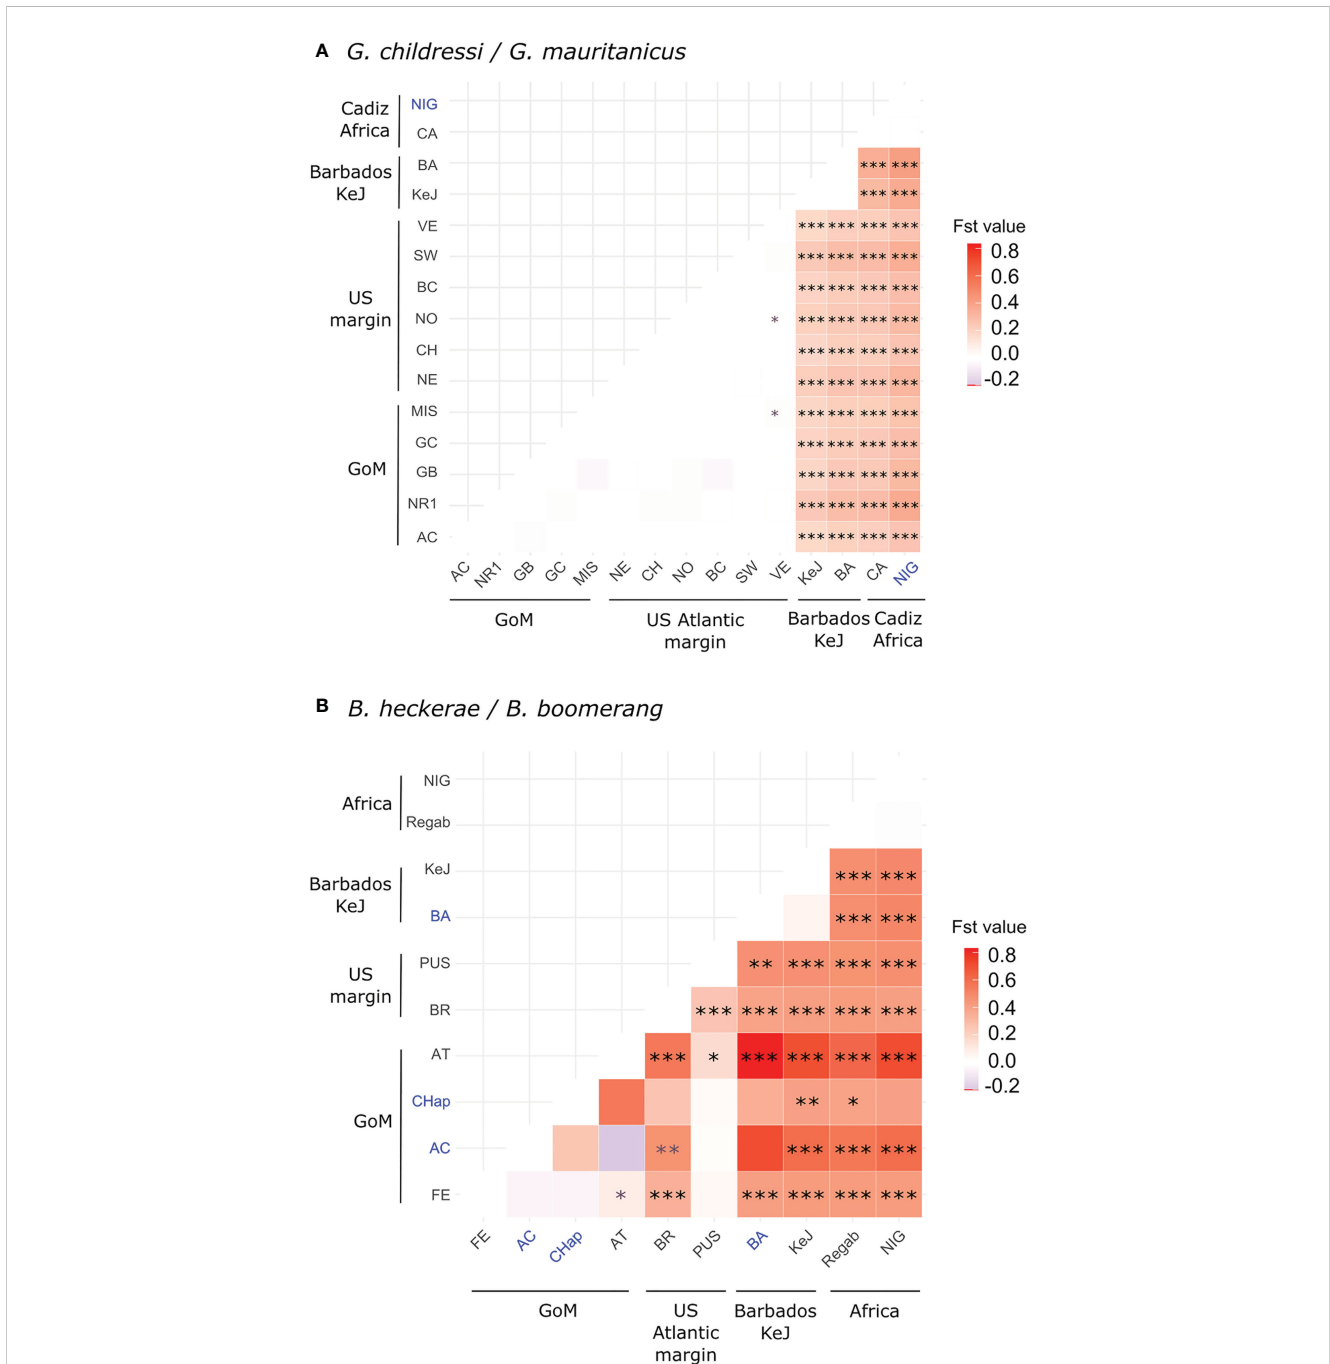 A G. childressi / G. mauritanicus
Cadiz
Africa
NIG
CA
Barbados
KeJ
BA
KeJ
US
margin
VE
SW
BC
NO
CH
NE
GoM
MIS
GC
GB
NR1
AC
*** ***
*** ***
*** *** *** ***
*** *** *** ***
*** *** *** ***
* *** *** *** ***
*** *** *** ***
*** *** *** ***
* *** *** *** ***
*** *** *** ***
*** *** *** ***
*** *** *** ***
*** *** *** ***
Fst value
0.8
0.6
0.4
0.2
0.0
-0.2
AC NR1 GB GC MIS NE CH NO BC SW VE KeJ BA CA NIG
GoM
US Atlantic
margin
Barbados
KeJ
Cadiz
Africa
B B. heckerae / B. boomerang
Africa
NIG
Regab
Barbados
KeJ
KeJ
BA
US
margin
PUS
BR
GoM
AT
CHap
AC
FE
*** ***
*** ***
** *** *** ***
*** *** *** *** ***
*** * *** *** *** ***
** *
** *** *** ***
* *** *** *** *** ***
Fst value
0.8
0.6
0.4
0.2
0.0
-0.2
FE AC CHap AT BR PUS BA KeJ Regab NIG
GoM
US
Atlantic
margin
Barbados
KeJ
Africa